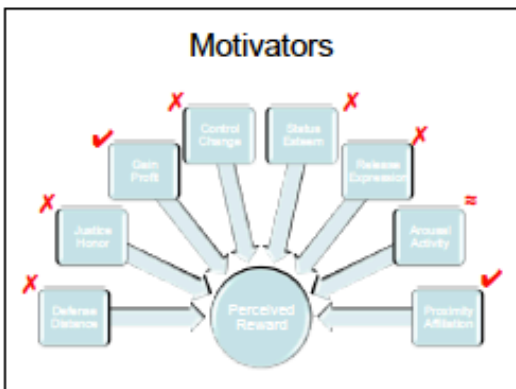 Motivators
Control
Change
Status
Esteem
Gain
Profit
Release
Expression
Justice
Honor
Arousal
Activity
Defense
Distance
Perceived
Reward
Proximity
Affiliation